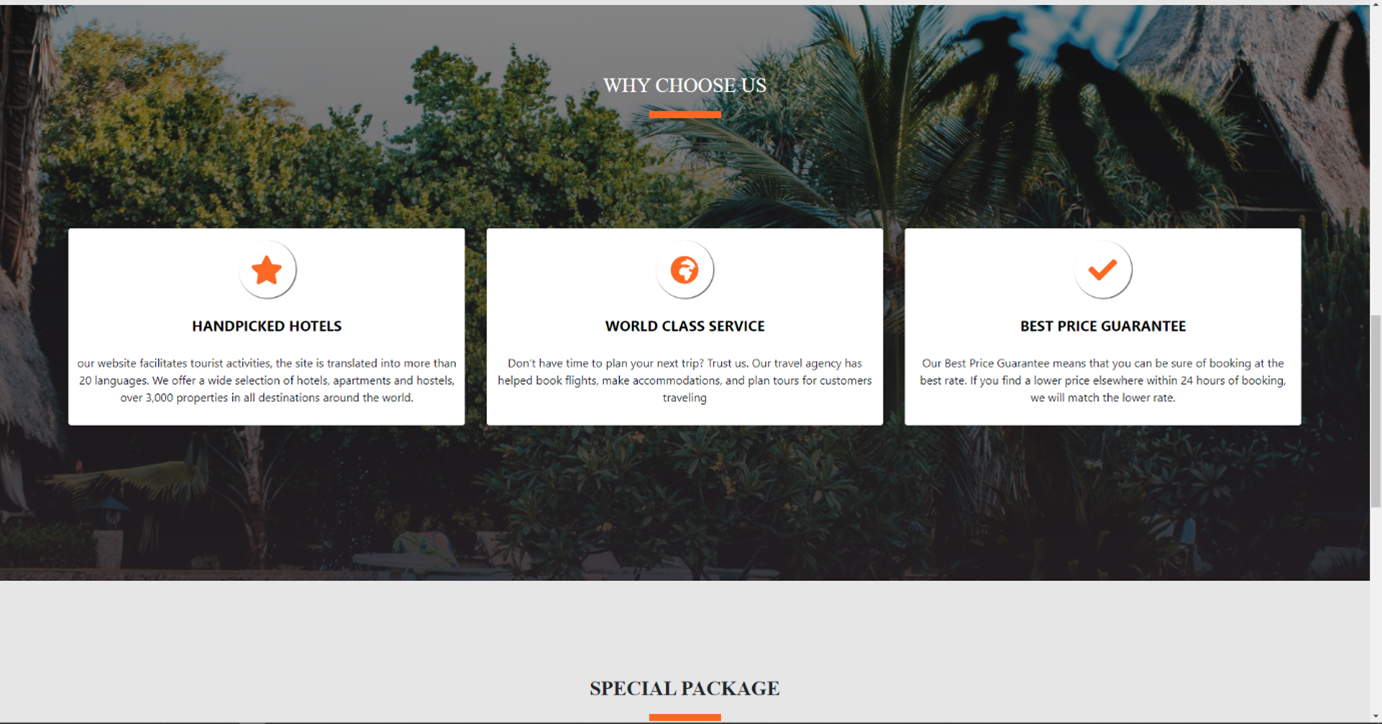 WHY CHOOSE US
HANDPICKED HOTELS
our website facilitates tourist activities, the site is translated into more than
20 languages. We offer a wide selection of hotels, apartments and hostels,
over 3,000 properties in all destinations around the world.
WORLD CLASS SERVICE
Don't have time to plan your next trip? Trust us. Our travel agency has
helped book flights, make accommodations, and plan tours for customers
traveling
BEST PRICE GUARANTEE
Our Best Price Guarantee means that you can be sure of booking at the
best rate. If you find a lower price elsewhere within 24 hours of booking,
we will match the lower rate.
SPECIAL PACKAGE